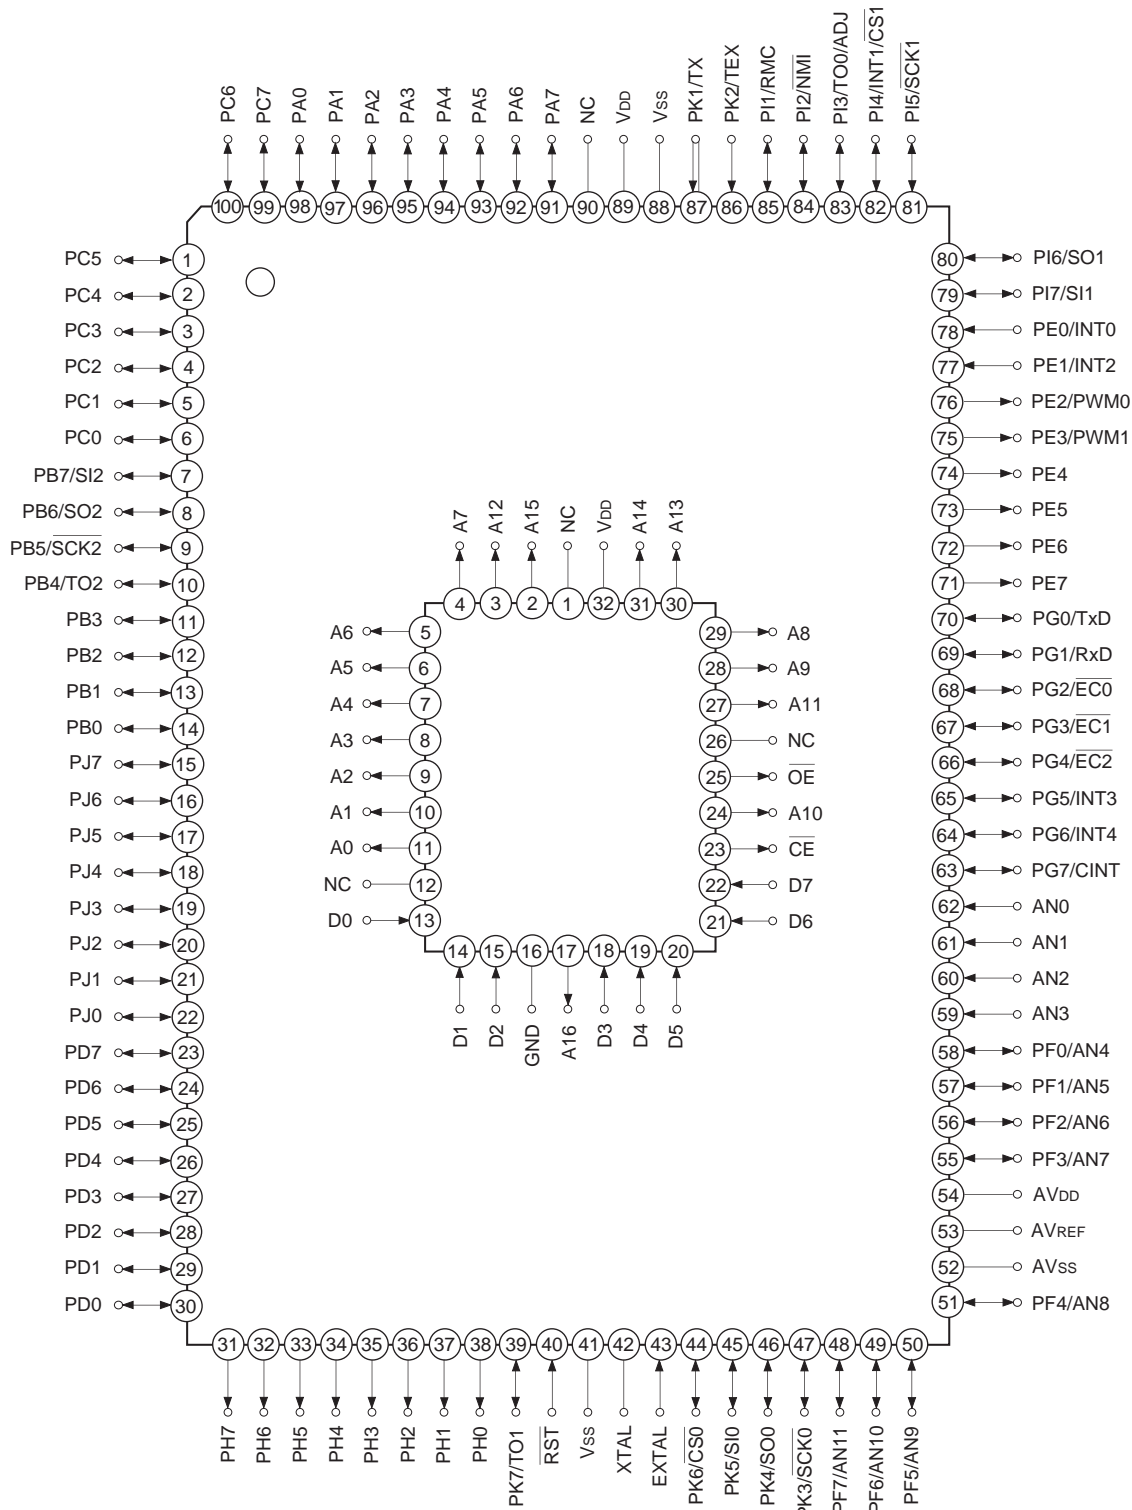 PC6
PC7
PA0
PA1
PA2
PA3
PA4
PA5
PA6
PA7
NC
VDD
VSS
PK1/TX
PK2/TEX
PI1/RMC
PI2/NMI
PI3/TO0/ADJ
PI4/INT1/CS1
PI5/SCK1
100 99 98 97 96 95 94 93 92 91 90 89 88 87 86 85 84 83 82 81
PC5 1
PC4 2
PC3 3
PC2 4
PC1 5
PC0 6
PB7/SI2 7
PB6/SO2 8
PB5/SCK2 9
PB4/TO2 10
PB3 11
PB2 12
PB1 13
PB0 14
PJ7 15
PJ6 16
PJ5 17
PJ4 18
PJ3 19
PJ2 20
PJ1 21
PJ0 22
PD7 23
PD6 24
PD5 25
PD4 26
PD3 27
PD2 28
PD1 29
PD0 30
A7
A12
A15
NC
VDD
A14
A13
4 3 2 1 32 31 30
A6 5
A5 6
A4 7
A3 8
A2 9
A1 10
A0 11
NC 12
D0 13
29 A8
28 A9
27 A11
26 NC
25 OE
24 A10
23 CE
22 D7
21 D6
14 15 16 17 18 19 20
D1
D2
GND
A16
D3
D4
D5
80 PI6/SO1
79 PI7/SI1
78 PE0/INT0
77 PE1/INT2
76 PE2/PWM0
75 PE3/PWM1
74 PE4
73 PE5
72 PE6
71 PE7
70 PG0/TxD
69 PG1/RxD
68 PG2/EC0
67 PG3/EC1
66 PG4/EC2
65 PG5/INT3
64 PG6/INT4
63 PG7/CINT
62 AN0
61 AN1
60 AN2
59 AN3
58 PF0/AN4
57 PF1/AN5
56 PF2/AN6
55 PF3/AN7
54 AVDD
53 AVREF
52 AVSS
51 PF4/AN8
31 32 33 34 35 36 37 38 39 40 41 42 43 44 45 46 47 48 49 50
PH7
PH6
PH5
PH4
PH3
PH2
PH1
PH0
PK7/TO1
RST
VSS
XTAL
EXTAL
PK6/CS0
PK5/SI0
PK4/SO0
PK3/SCK0
PF7/AN11
PF6/AN10
PF5/AN9